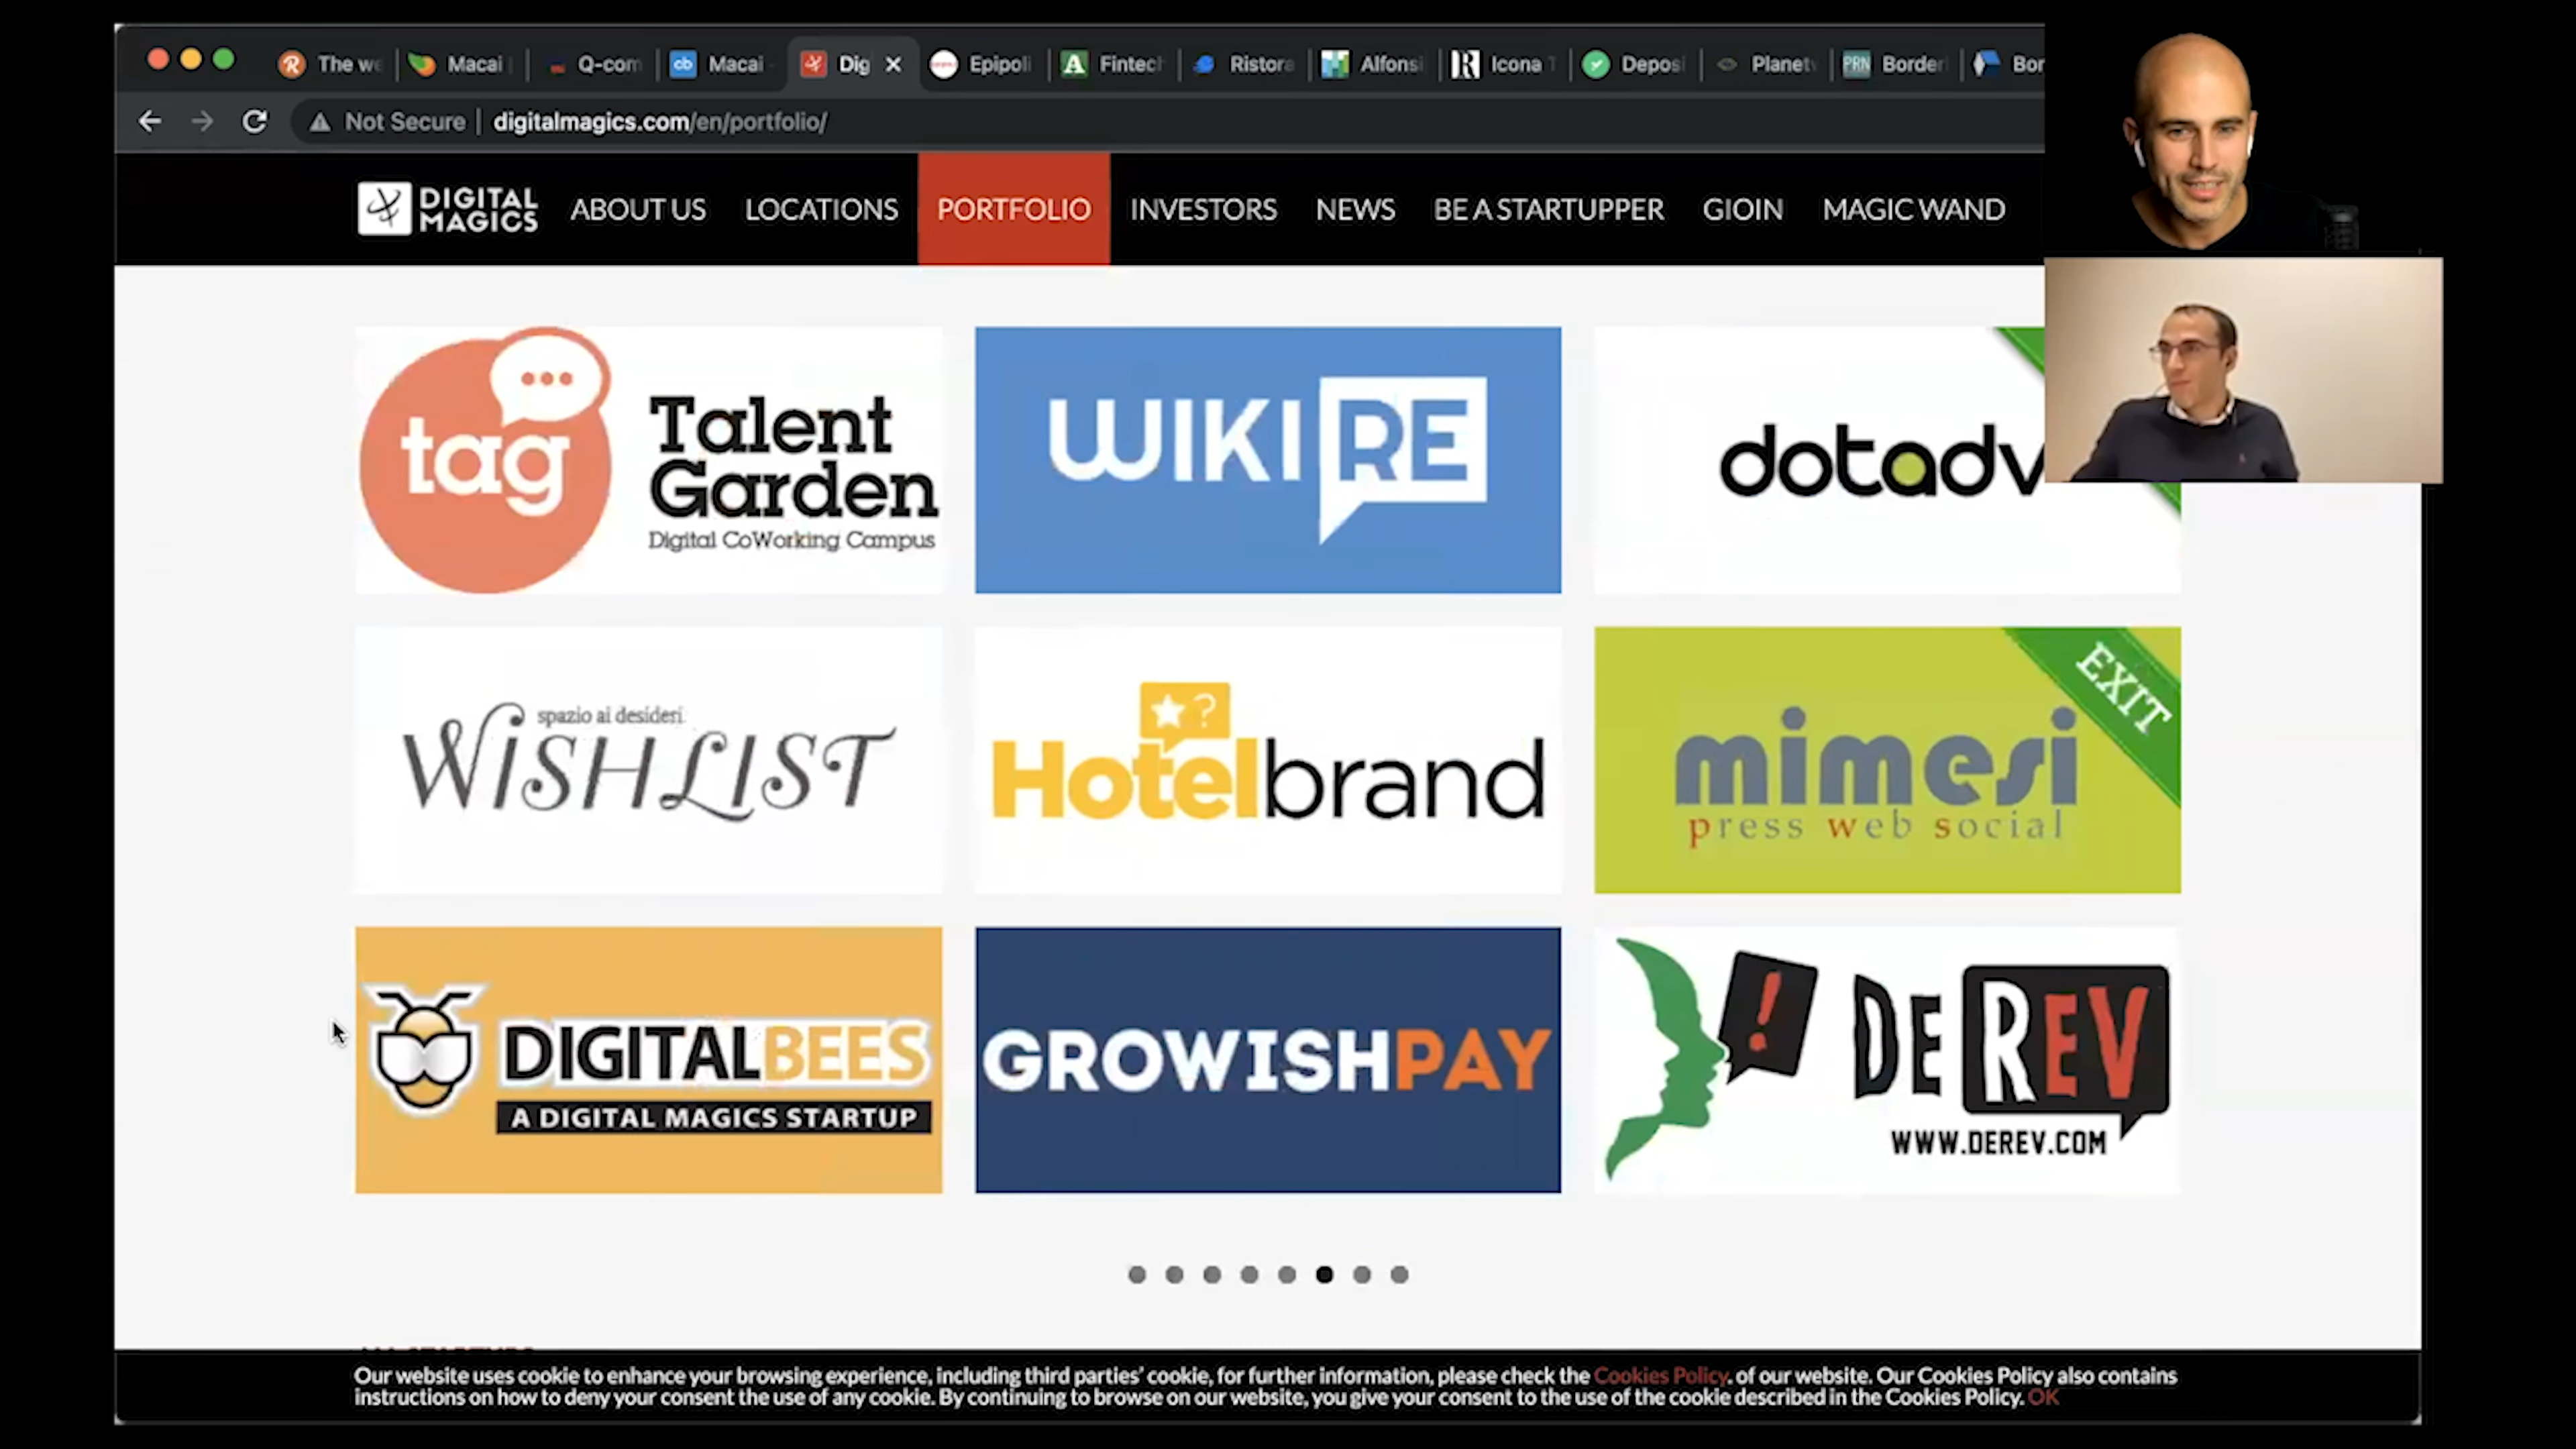 The we
Macai
Q-com
cb
Macai
Dig
Epipoli
A
Fintec
Ristora
Alfonsi
R
Icona T
Deposi
Planet
PRN
Border
Bor
Not Secure
digitalmagics.com/en/portfolio/
DIGITAL
MAGICS
ABOUT US
LOCATIONS
PORTFOLIO
INVESTORS
NEWS
BE A STARTUPPER
GIOIN
MAGIC WAND
tag
Talent
Garden
Digital CoWorking Campus
WIKIRE
dotadv
spazio ai desideri
WISHLIST
Hotelbrand
EXIT
mimesi
press web social
DIGITALBEES
A DIGITAL MAGICS STARTUP
GROWISHPAY
DEREV
WWW.DEREV.COM
Our website uses cookie to enhance your browsing experience, including third parties' cookie, for further information, please check the Cookies Policy. of our website. Our Cookies Policy also contains
instructions on how to deny your consent the use of any cookie. By continuing to browse on our website, you give your consent to the use of the cookie described in the Cookies Policy. OK